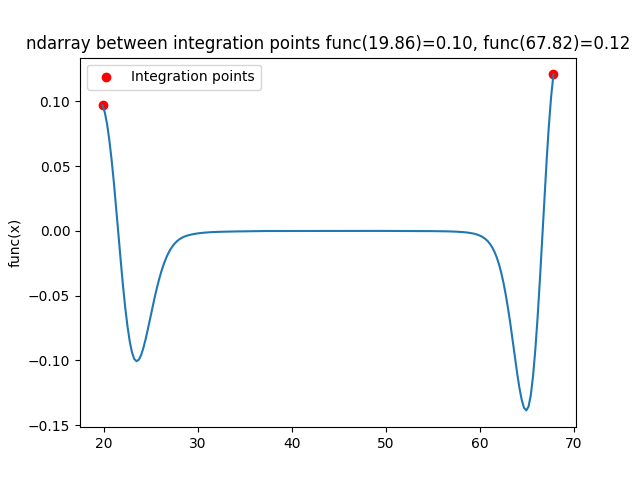 ndarray between integration points func(19.86)=0.10, func(67.82)=0.12
Integration points
0.10
0.05
0.00
−0.05
−0.10
−0.15
func(x)
20 30 40 50 60 70